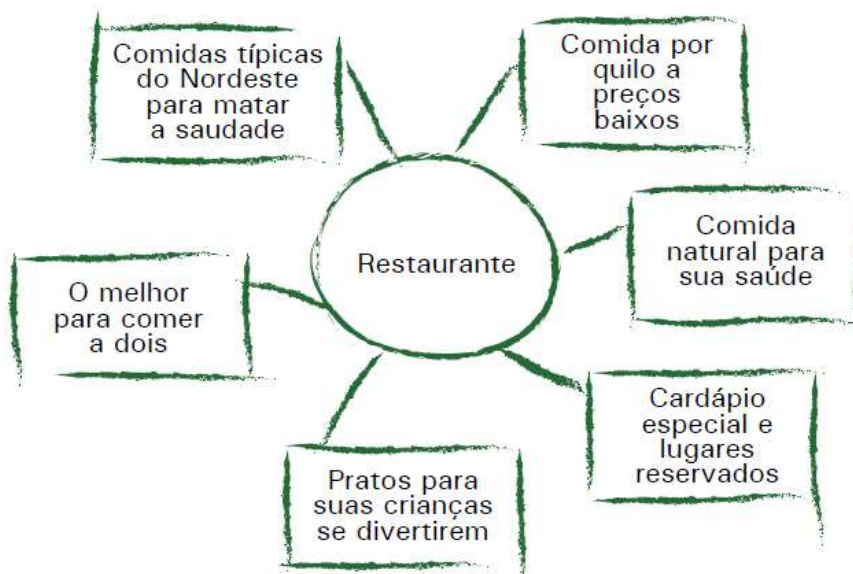 Comidas típicas
do Nordeste
para matar
a saudade
Comida por
quilo a
preços
baixos
Restaurante
Comida
natural para
sua saúde
O melhor
para comer
a dois
Cardápio
especial e
lugares
reservados
Pratos para
suas crianças
se divertirem